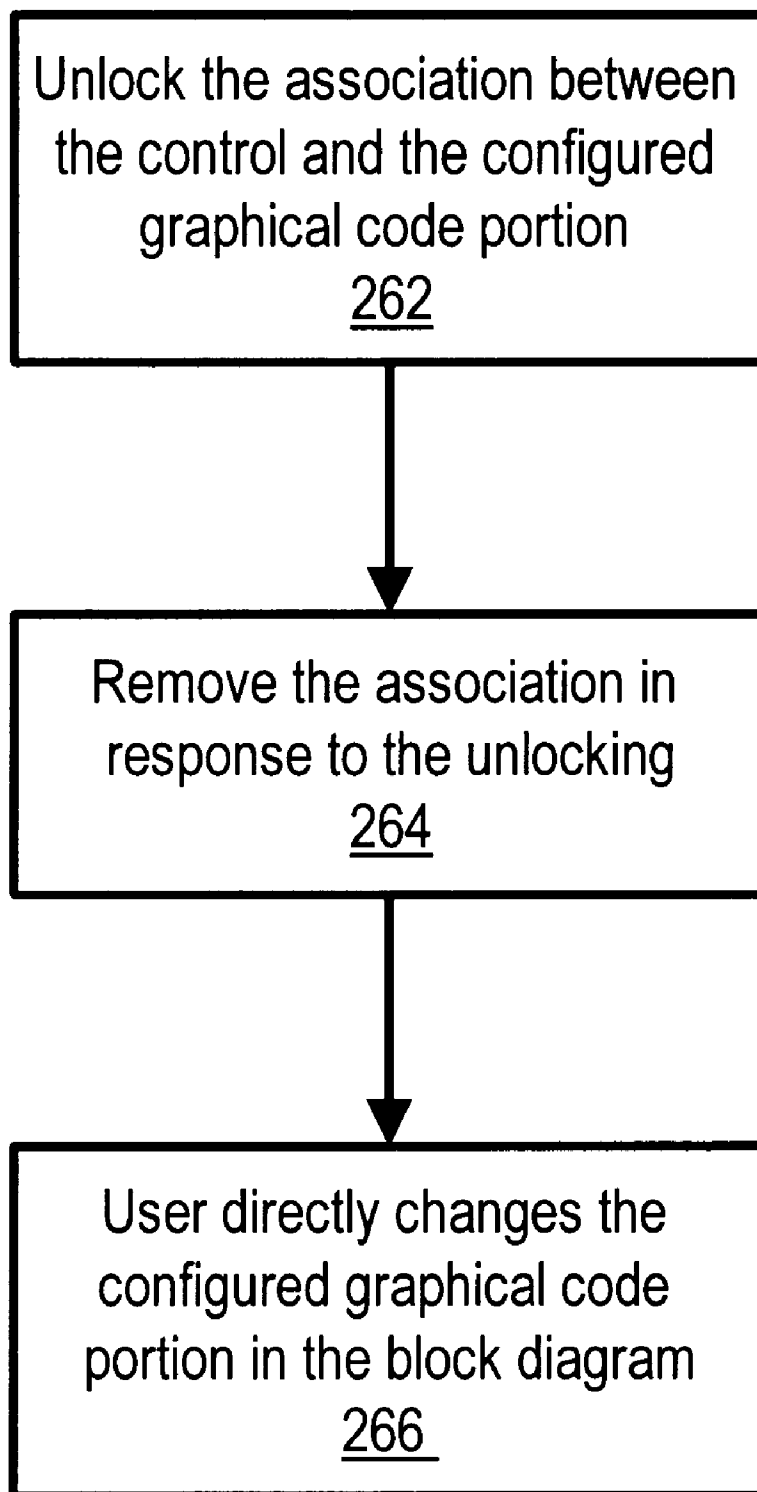 Unlock the association between
the control and the configured
graphical code portion
262
Remove the association in
response to the unlocking
264
User directly changes the
configured graphical code
portion in the block diagram
266